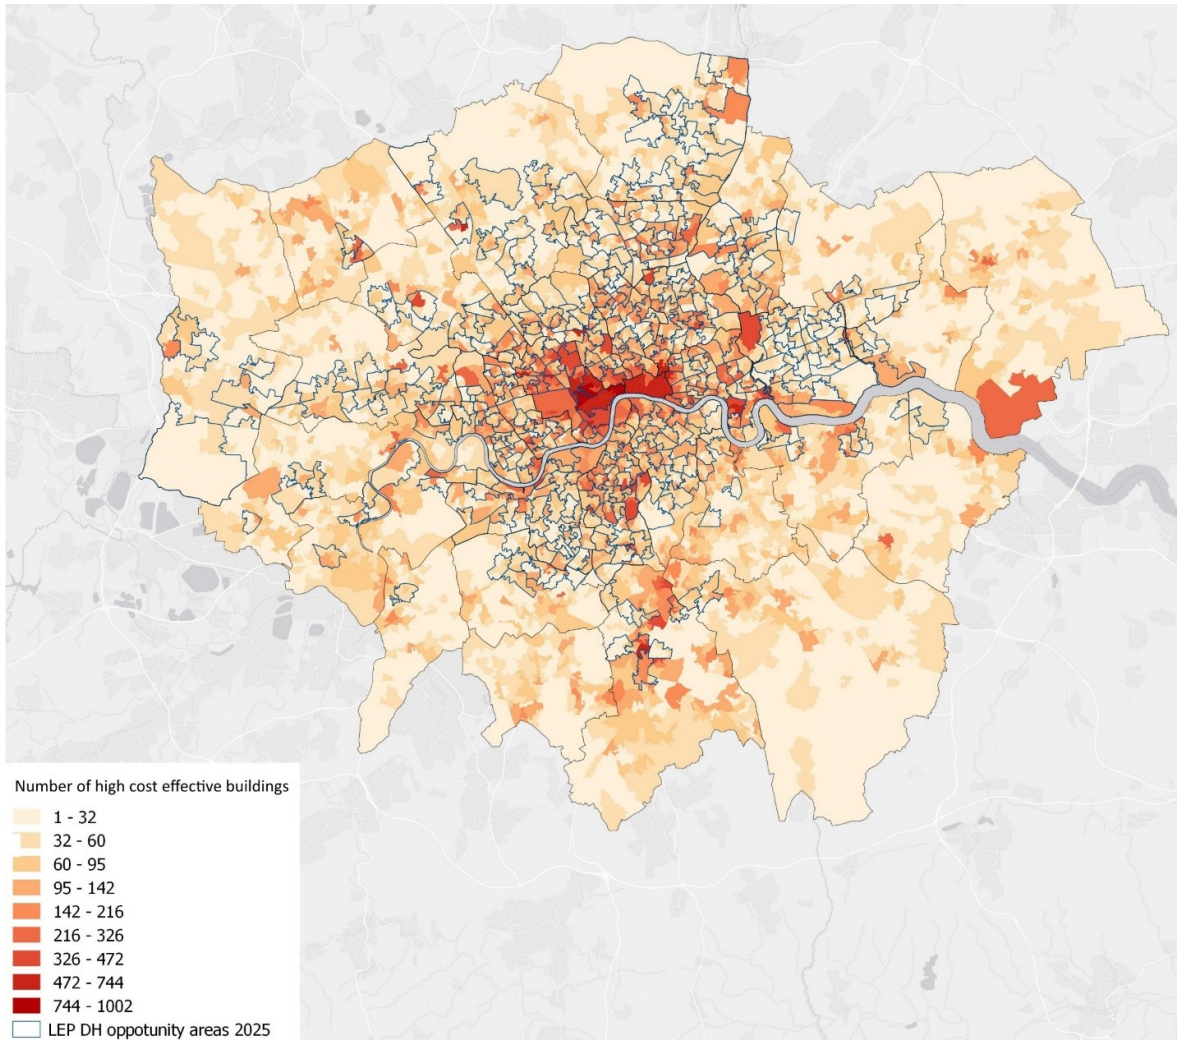 Number of high cost effective buildings
1 - 32
32 - 60
60 - 95
95 - 142
142 - 216
216 - 326
326 - 472
472 - 744
744 - 1002
LEP DH oppotunity areas 2025